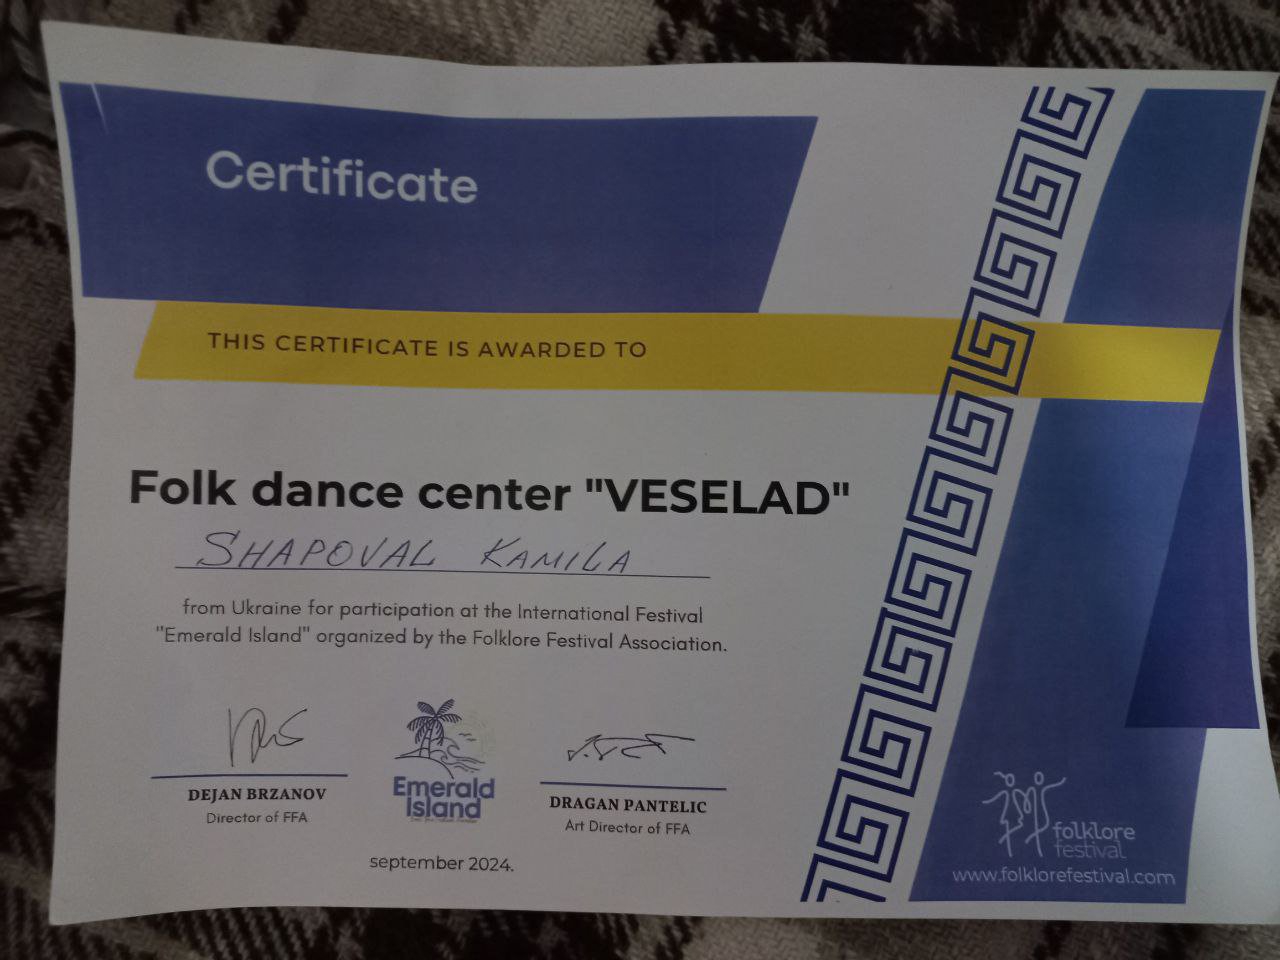 Certificate
THIS CERTIFICATE IS AWARDED TO
Folk dance center "VESELAD"
SHAPOVAL KAMILA
from Ukraine for participation at the International Festival
"Emerald Island" organized by the Folklore Festival Association.
DEJAN BRZANOV
Director of FFA
Emerald
Island
DRAGAN PANTELIC
Art Director of FFA
september 2024.
folklore
festival
www.folklorefestival.com